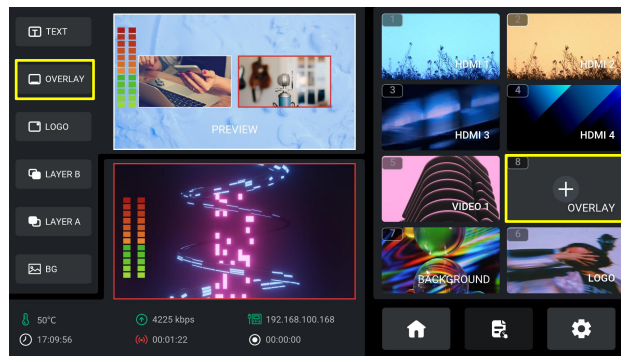 TEXT
OVERLAY
LOGO
LAYER B
LAYER A
BG
PREVIEW
50°C
4225 kbps
192.168.100.168
17:09:56
00:01:22
00:00:00
1
HDMI 1
2
HDMI 2
3
HDMI 3
4
HDMI 4
5
VIDEO 1
8
OVERLAY
7
BACKGROUND
6
LOGO